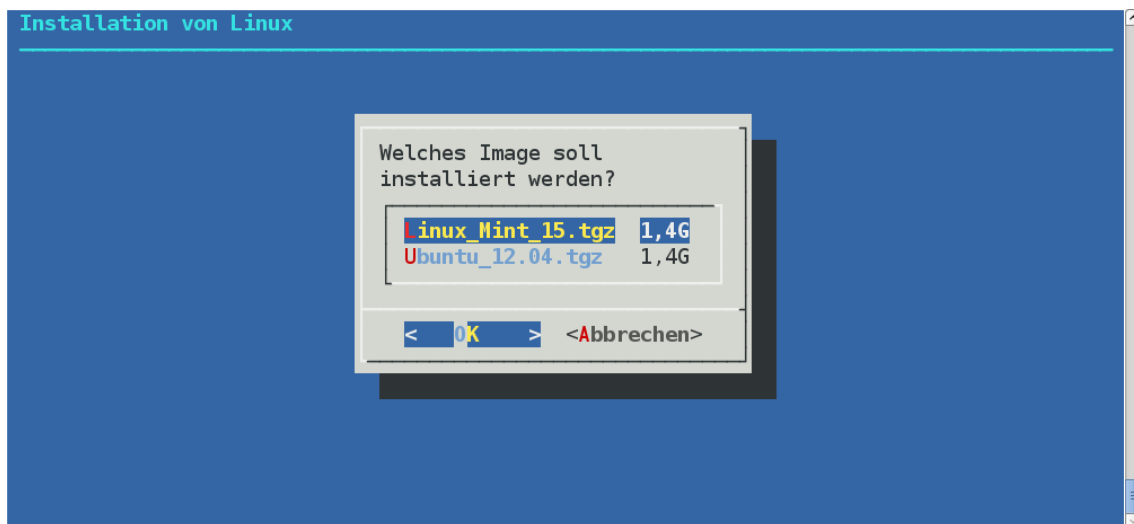 Installation von Linux
Welches Image soll
installiert werden?
Linux_Mint_15.tgz 1,4G
Ubuntu_12.04.tgz 1,4G
< OK > <Abbrechen>